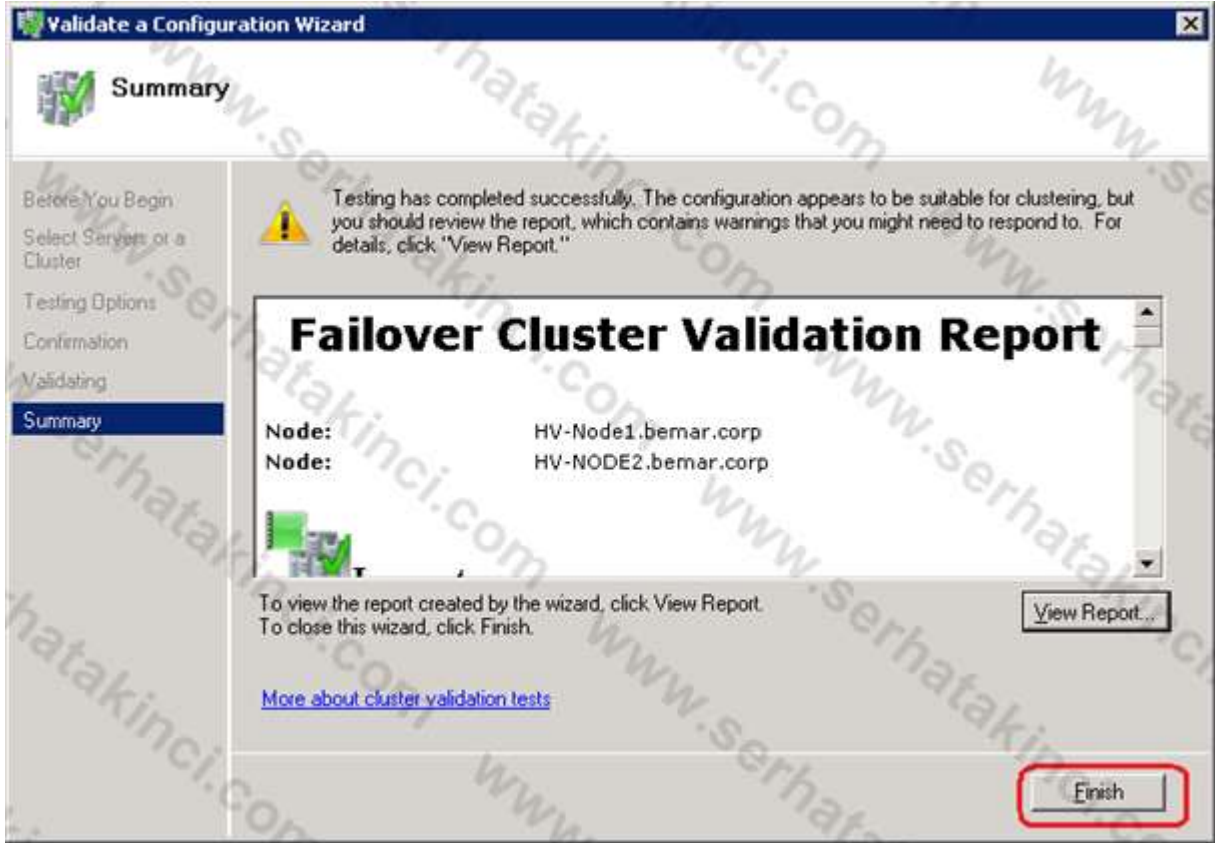 Validate a Configuration Wizard
Summary
Before You Begin
Select Servers or a
Cluster
Testing Options
Confirmation
Validating
Summary
Testing has completed successfully. The configuration appears to be suitable for clustering, but
you should review the report, which contains warnings that you might need to respond to. For
details, click "View Report."
Failover Cluster Validation Report
Node: HV-Node1.bemar.corp
Node: HV-NODE2.bemar.corp
To view the report created by the wizard, click View Report.
To close this wizard, click Finish.
View Report...
More about cluster validation tests
Finish
www.serhatakinci.com